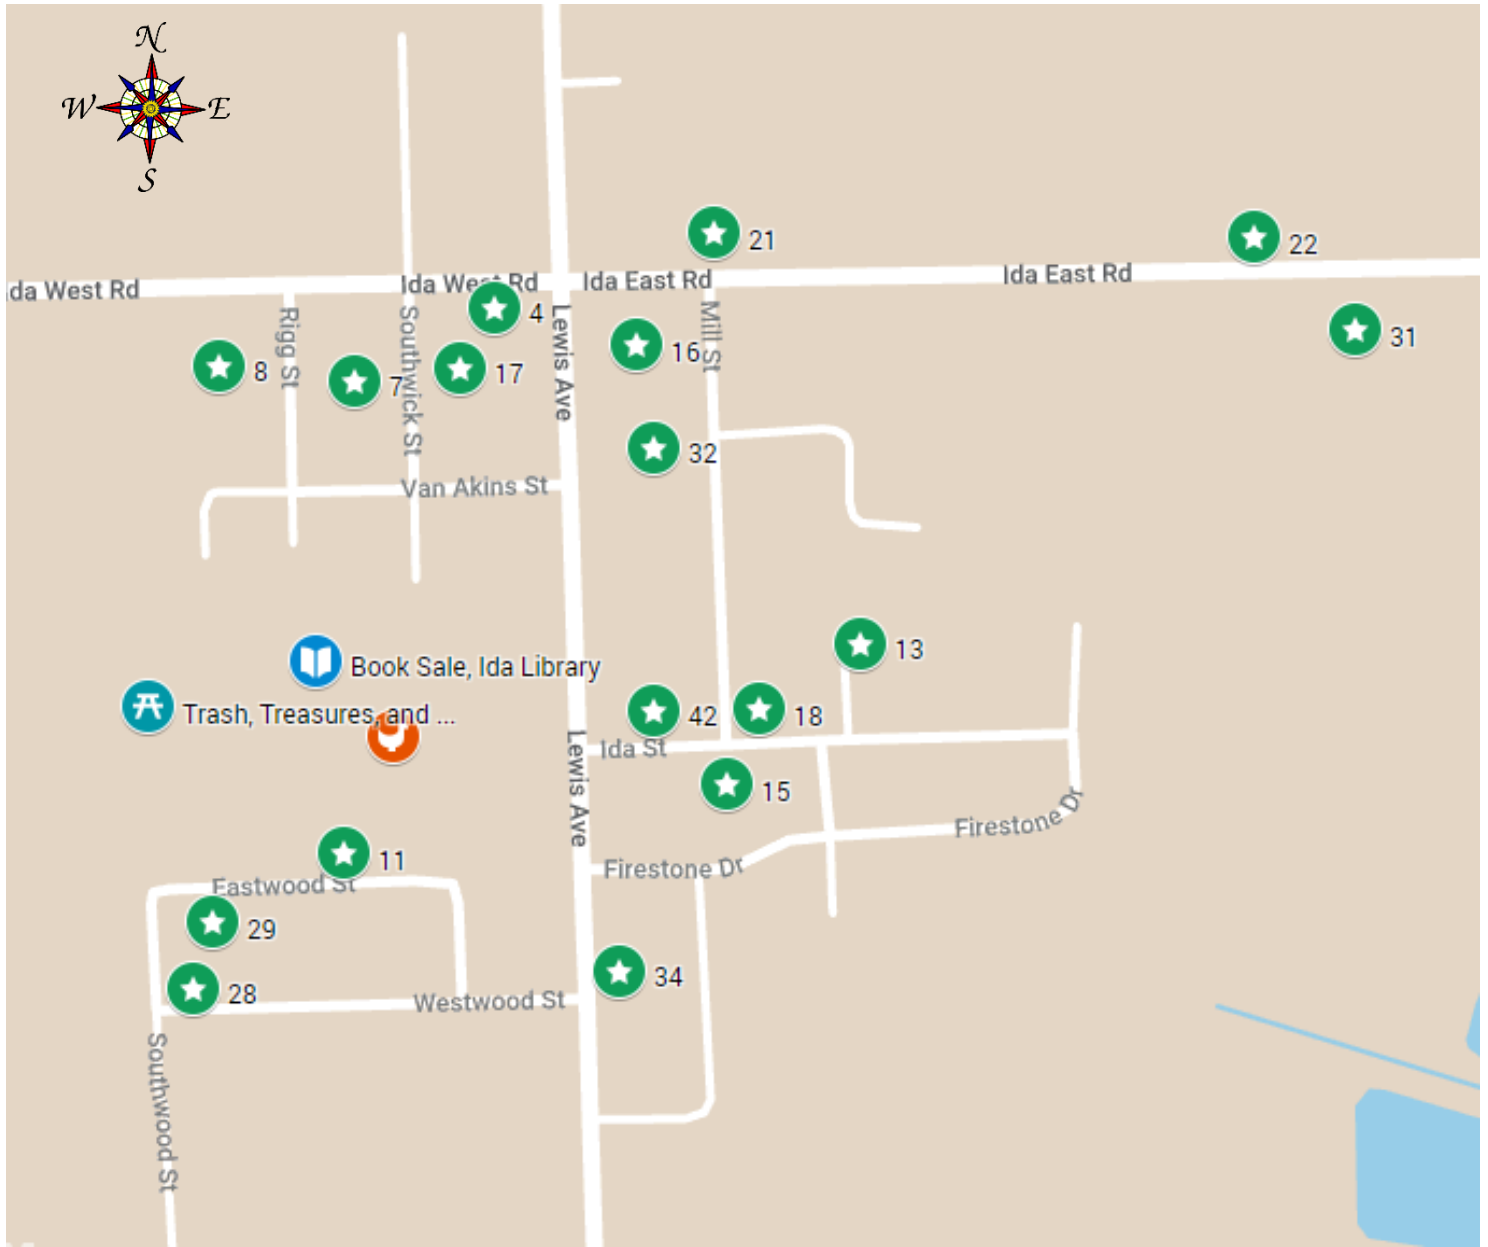 N
W E
S
21
22
da West Rd
Ida West Rd
Ida East Rd
Ida East Rd
4
31
Rigg St
Southwick St
Lewis Ave
Mill St
16
8
7
17
32
Van Akins St
13
Book Sale, Ida Library
Trash, Treasures, and ...
42
18
Ida St
Lewis Ave
15
Firestone Dr
Firestone Dr
11
Eastwood St
29
34
28
Westwood St
Southwood St